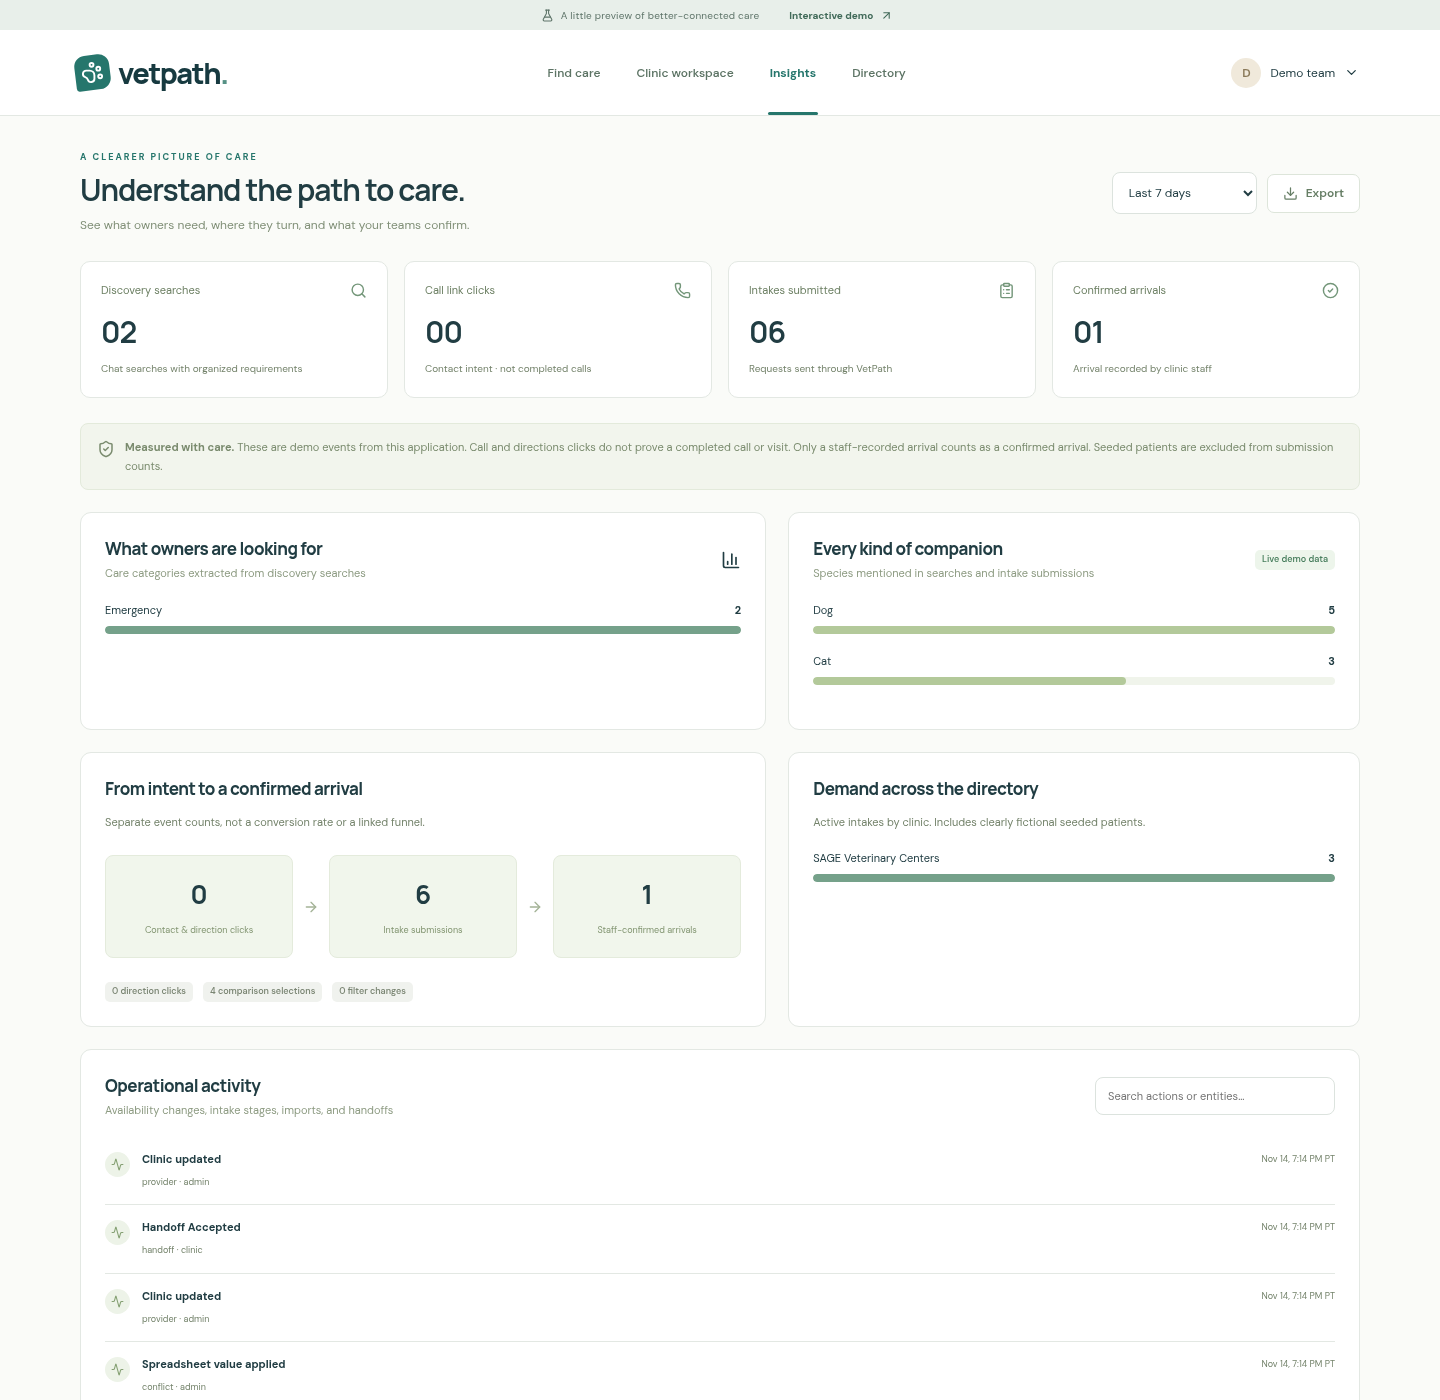 A little preview of better-connected care
Interactive demo
vetpath.
Find care
Clinic workspace
Insights
Directory
D
Demo team
A CLEARER PICTURE OF CARE
Understand the path to care.
See what owners need, where they turn, and what your teams confirm.
Last 7 days
Export
Discovery searches
02
Chat searches with organized requirements
Call link clicks
00
Contact intent · not completed calls
Intakes submitted
06
Requests sent through VetPath
Confirmed arrivals
01
Arrival recorded by clinic staff
Measured with care. These are demo events from this application. Call and directions clicks do not prove a completed call or visit. Only a staff-recorded arrival counts as a confirmed arrival. Seeded patients are excluded from submission
counts.
What owners are looking for
Care categories extracted from discovery searches
Emergency
2
Every kind of companion
Species mentioned in searches and intake submissions
Live demo data
Dog
5
Cat
3
From intent to a confirmed arrival
Separate event counts, not a conversion rate or a linked funnel.
0
Contact & direction clicks
6
Intake submissions
1
Staff-confirmed arrivals
0 direction clicks
4 comparison selections
0 filter changes
Demand across the directory
Active intakes by clinic. Includes clearly fictional seeded patients.
SAGE Veterinary Centers
3
Operational activity
Availability changes, intake stages, imports, and handoffs
Search actions or entities...
Clinic updated
Nov 14, 7:14 PM PT
provider · admin
Handoff Accepted
Nov 14, 7:14 PM PT
handoff · clinic
Clinic updated
Nov 14, 7:14 PM PT
provider · admin
Spreadsheet value applied
Nov 14, 7:14 PM PT
conflict · admin